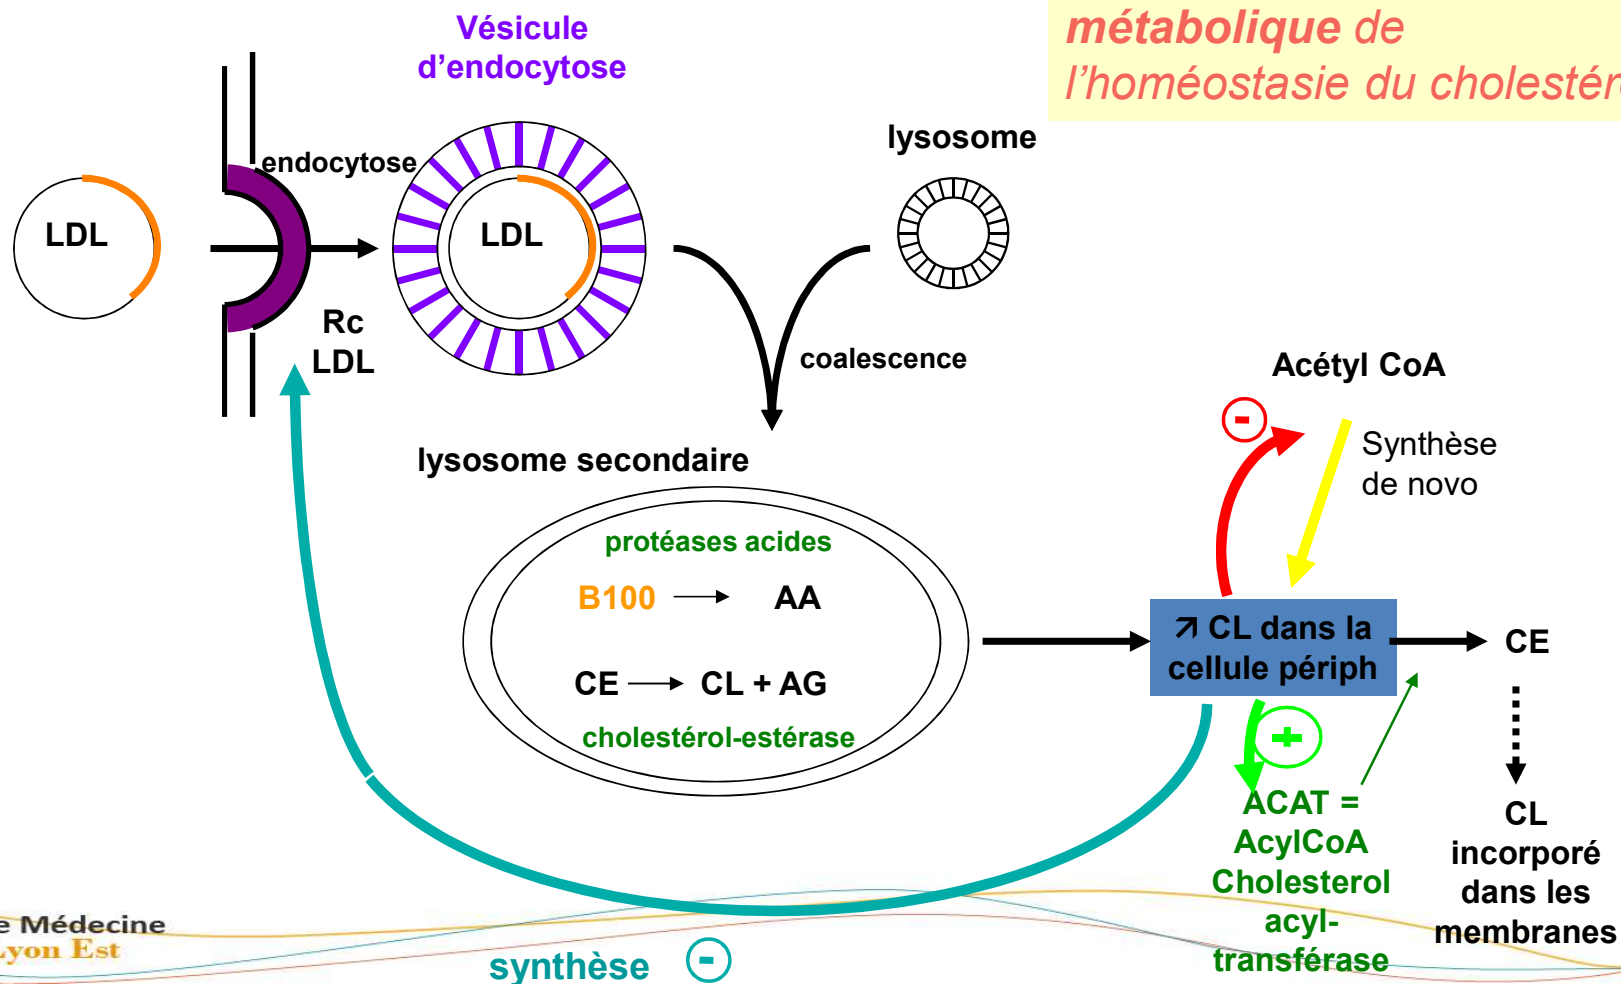 métabolique de
l'homéostasie du
Vésicule
d'endocytose
lysosome
endocytose
LDL
LDL
Rc
LDL
coalescence
Acétyl CoA
-
Synthèse
de novo
lysosome secondaire
protéases acides
B100 → AA
CE → CL + AG
cholestérol-estérase
↗ CL dans la
cellule périph
CE
+
ACAT =
AcylCoA
Cholesterol
acyl-
transférase
CL
incorporé
dans les
membranes
Médecine
Lyon Est
synthèse -